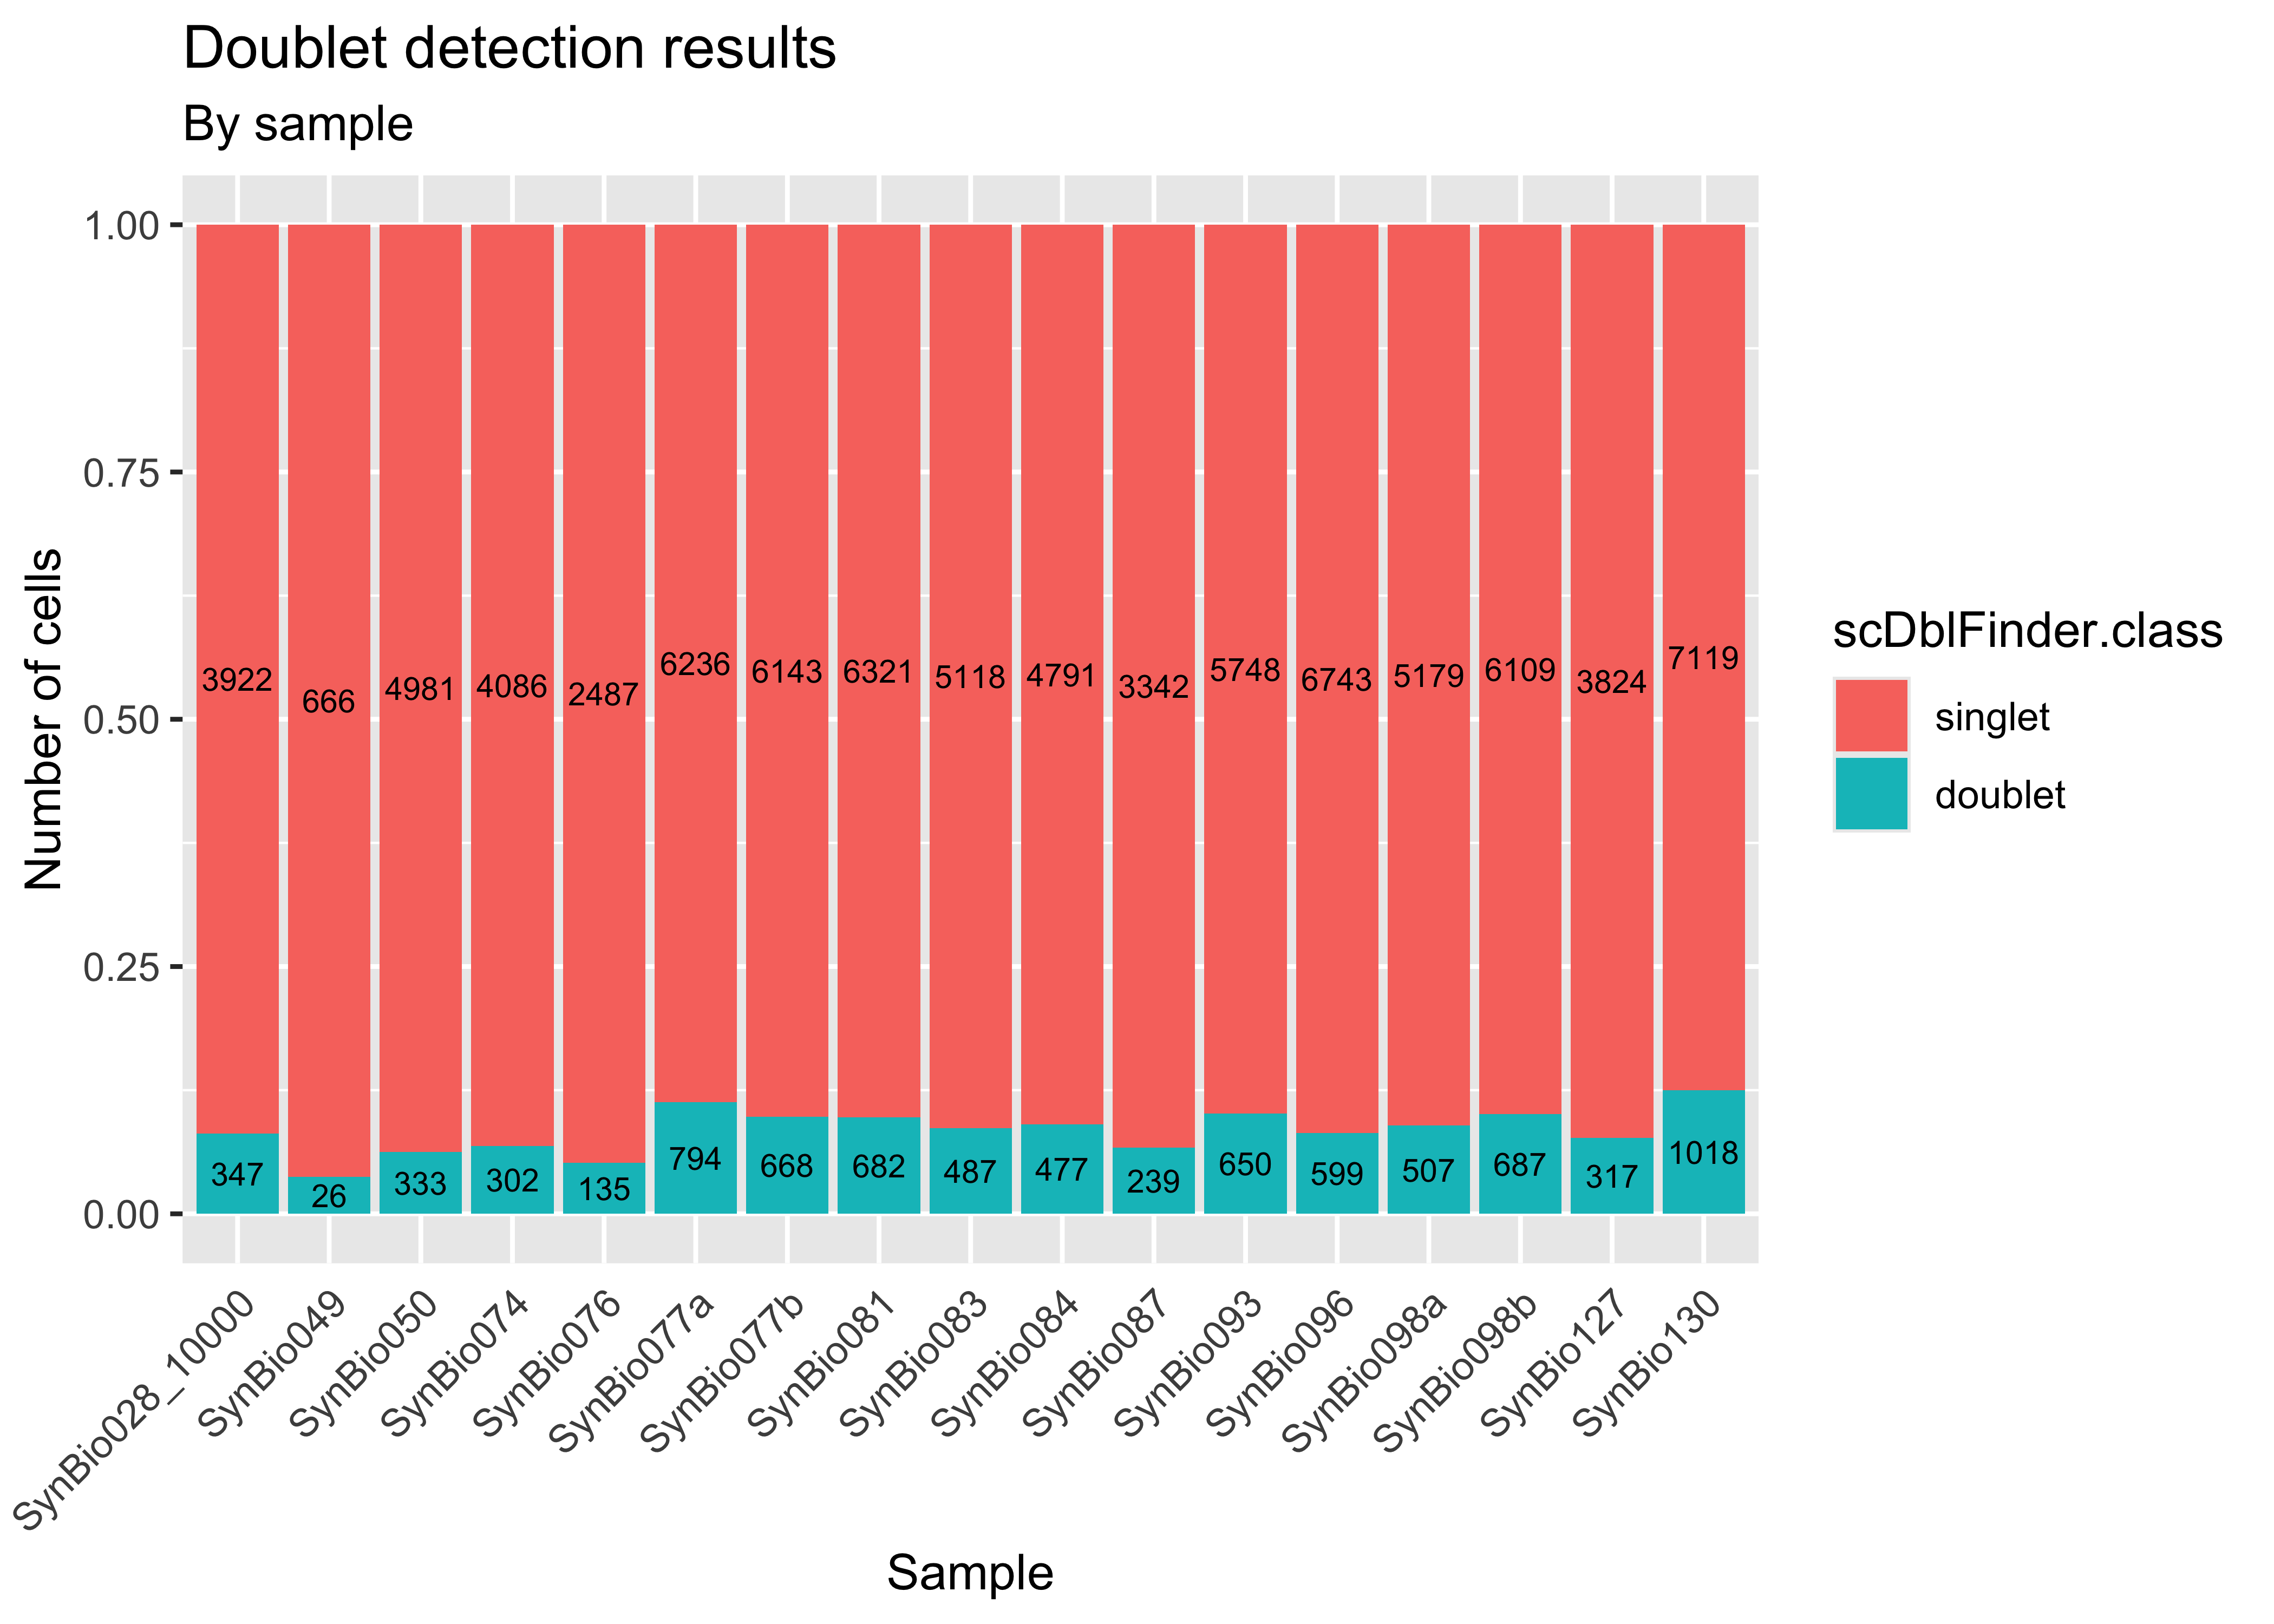 Doublet detection results
By sample
Number of cells
1.00
0.75
0.50
0.25
0.00
3922 666 4981 4086 2487 6236 6143 6321 5118 4791 3342 5748 6743 5179 6109 3824 7119
347 26 333 302 135 794 668 682 487 477 239 650 599 507 687 317 1018
SynBio028_10000 SynBio049 SynBio050 SynBio074 SynBio076 SynBio077a SynBio077b SynBio081 SynBio083 SynBio084 SynBio087 SynBio093 SynBio096 SynBio098a SynBio098b SynBio127 SynBio130
Sample
scDblFinder.class
singlet
doublet